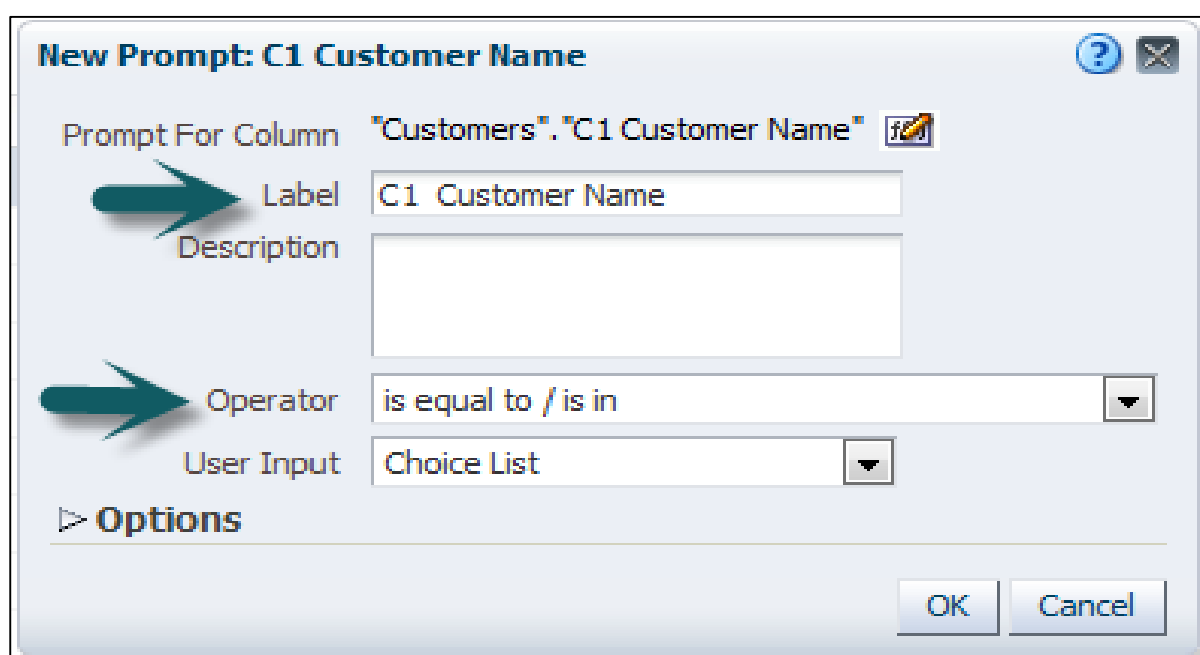 New Prompt: C1 Customer Name ?
Prompt For Column "Customers"."C1 Customer Name" f(x)
Label C1 Customer Name
Description
Operator is equal to / is in
User Input Choice List
Options
OK Cancel